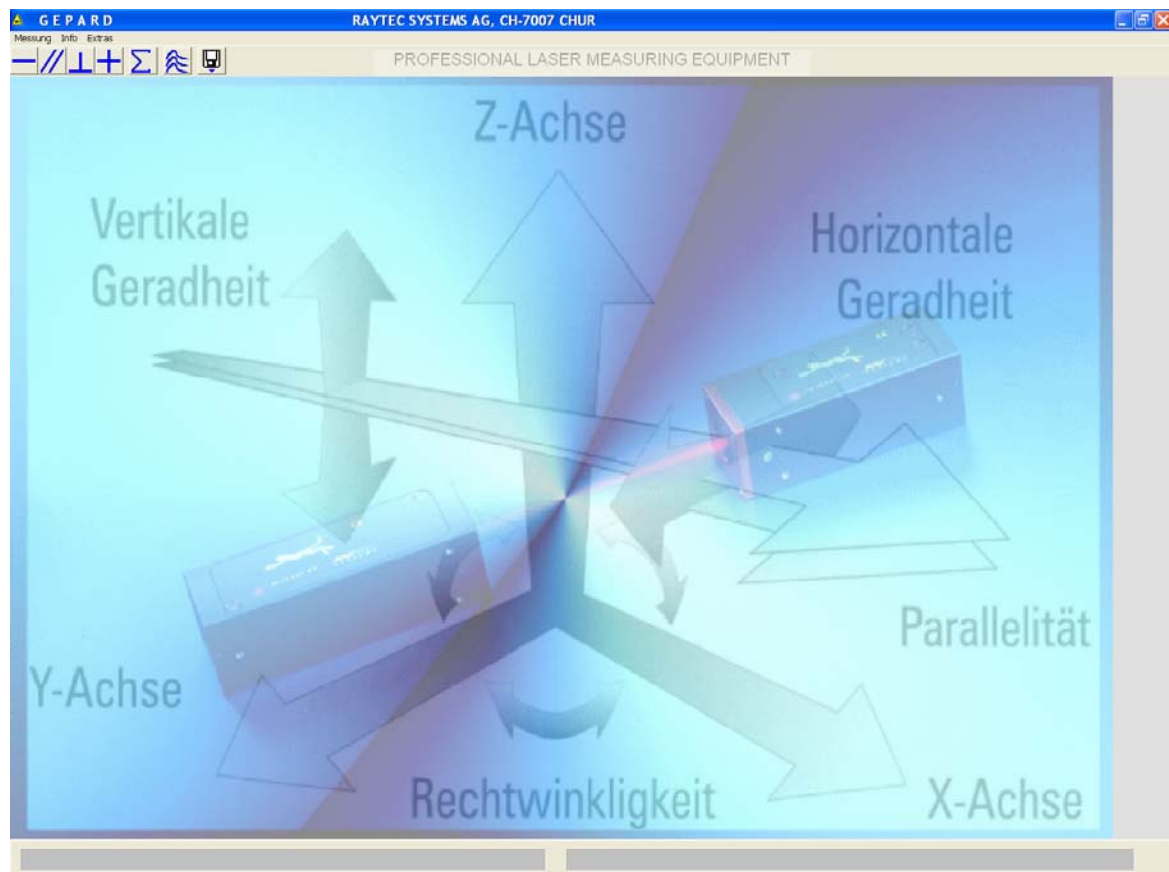 GEPARD RAYTEC SYSTEMS AG, CH-7007 CHUR
Messung Info Extras
PROFESSIONAL LASER MEASURING EQUIPMENT
Z-Achse
Vertikale
Geradheit
Horizontale
Geradheit
Parallelität
Y-Achse
Rechtwinkligkeit
X-Achse